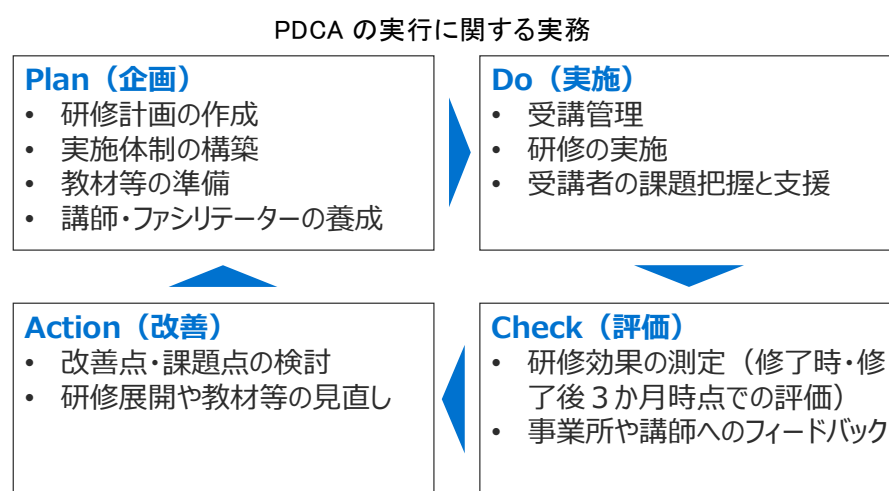 PDCA の実行に関する実務
Plan（企画）
• 研修計画の作成
• 実施体制の構築
• 教材等の準備
• 講師・ファシリテーターの養成
Do（実施）
• 受講管理
• 研修の実施
• 受講者の課題把握と支援
Action（改善）
• 改善点・課題点の検討
• 研修展開や教材等の見直し
Check（評価）
• 研修効果の測定（修了時・修
了後３か月時点での評価）
• 事業所や講師へのフィードバック